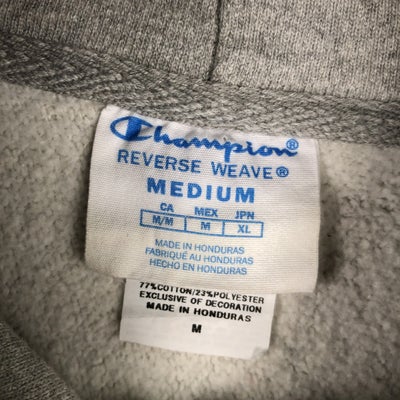 Champion®
REVERSE WEAVE®
MEDIUM
CA MEX JPN
M/M M XL
MADE IN HONDURAS
FABRIQUÉ AU HONDURAS
HECHO EN HONDURAS
77%COTTON/23%POLYESTER
EXCLUSIVE OF DECORATION
MADE IN HONDURAS
M